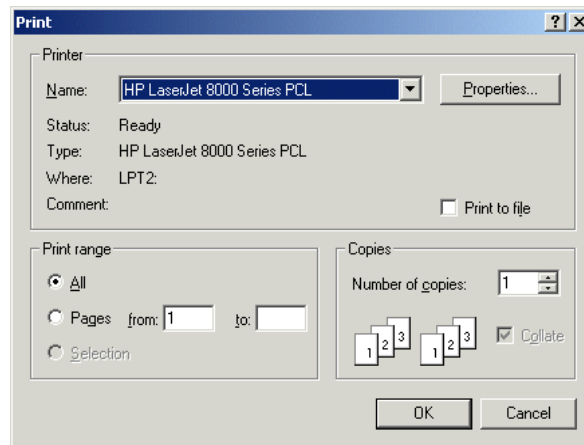 Print
Printer
Name: HP LaserJet 8000 Series PCL Properties...
Status: Ready
Type: HP LaserJet 8000 Series PCL
Where: LPT2:
Comment: Print to file
Print range
All
Pages from: 1 to:
Selection
Copies
Number of copies: 1
1 2 3 1 2 3 Collate
OK Cancel